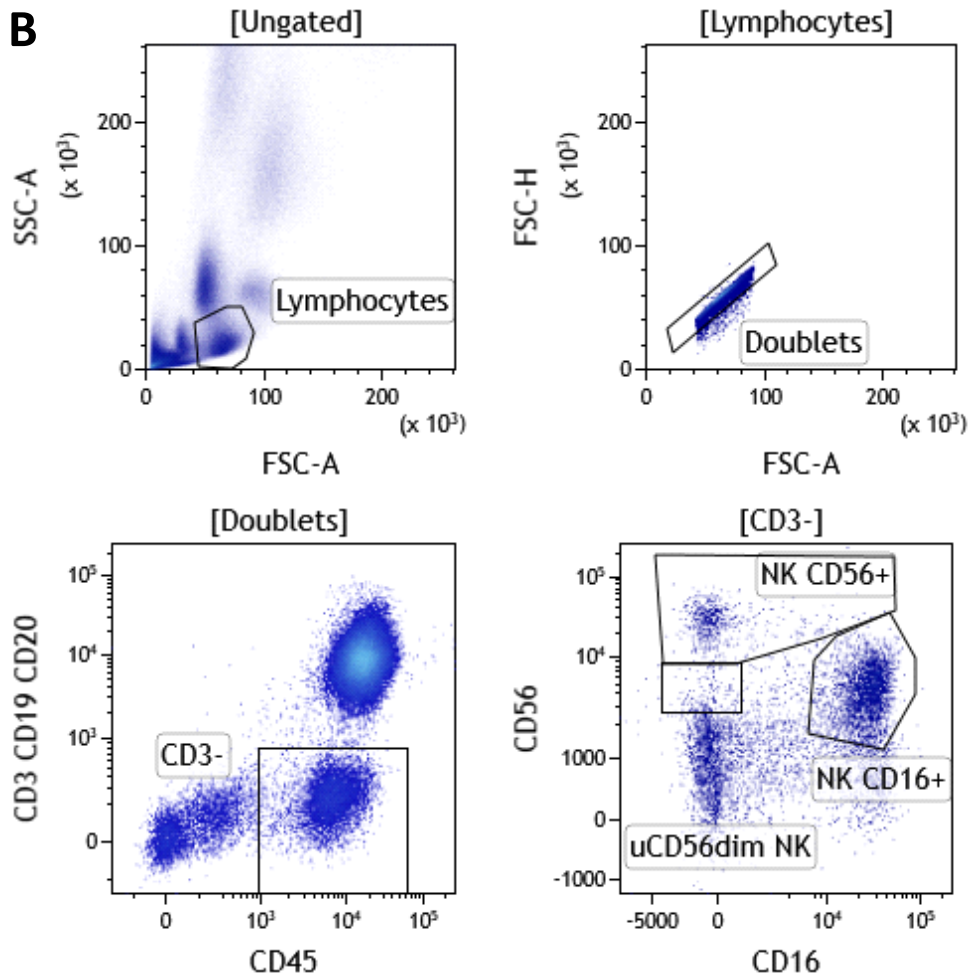 B
[Ungated]
SSC-A
(x 10³)
200
100
0
Lymphocytes
0
100
200
(x 10³)
FSC-A
[Lymphocytes]
FSC-H
(x 10³)
200
100
0
Doublets
0
100
200
(x 10³)
FSC-A
[Doublets]
CD3 CD19 CD20
10⁵
10⁴
10³
0
CD3-
0
10³
10⁴
10⁵
CD45
[CD3-]
CD56
10⁵
10⁴
1000
0
-1000
NK CD56+
NK CD16+
uCD56dim NK
-5000
0
10⁴
10⁵
CD16